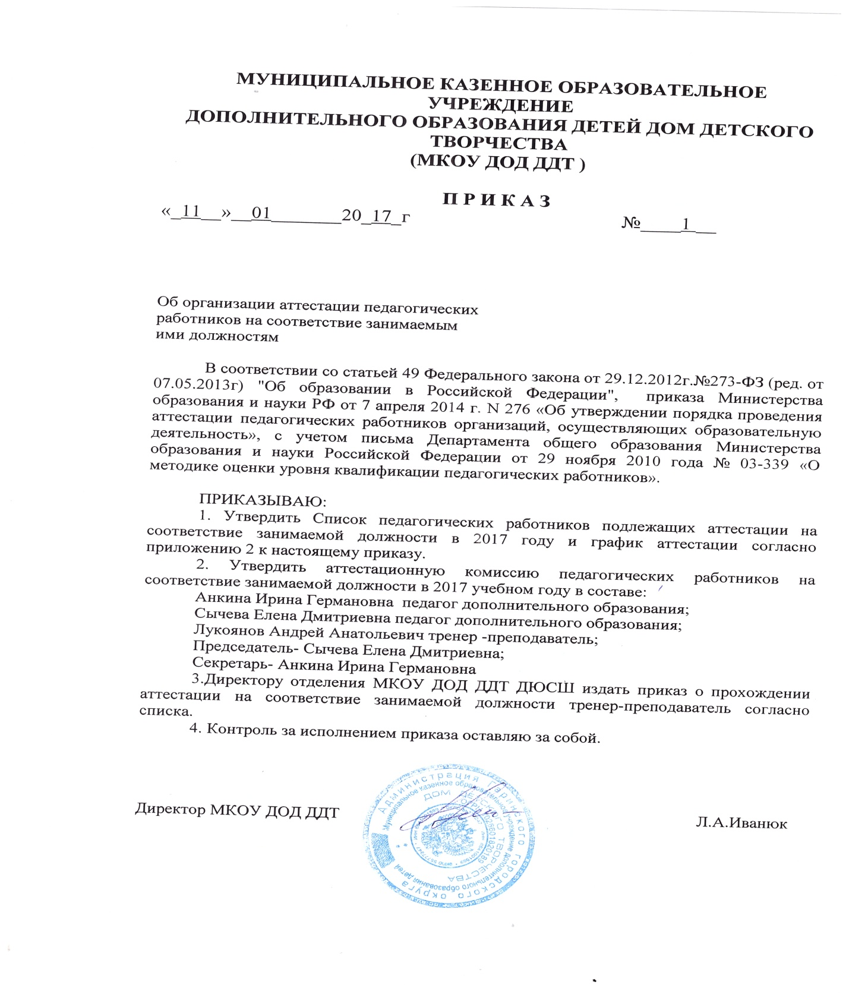 МУНИЦИПАЛЬНОЕ КАЗЕННОЕ ОБРАЗОВАТЕЛЬНОЕ
УЧРЕЖДЕНИЕ
ДОПОЛНИТЕЛЬНОГО ОБРАЗОВАНИЯ ДЕТЕЙ ДОМ ДЕТСКОГО
ТВОРЧЕСТВА
(МКОУ ДОД ДДТ )
П Р И К А З
«_11__»__01________20_17_г №____1__
Об организации аттестации педагогических
работников на соответствие занимаемым
ими должностям
В соответствии со статьей 49 Федерального закона от 29.12.2012г.№273-ФЗ (ред. от
07.05.2013г) "Об образовании в Российской Федерации", приказа Министерства
образования и науки РФ от 7 апреля 2014 г. N 276 «Об утверждении порядка проведения
аттестации педагогических работников организаций, осуществляющих образовательную
деятельность», с учетом письма Департамента общего образования Министерства
образования и науки Российской Федерации от 29 ноября 2010 года № 03-339 «О
методике оценки уровня квалификации педагогических работников».
ПРИКАЗЫВАЮ:
1. Утвердить Список педагогических работников подлежащих аттестации на
соответствие занимаемой должности в 2017 году и график аттестации согласно
приложению 2 к настоящему приказу.
2. Утвердить аттестационную комиссию педагогических работников на
соответствие занимаемой должности в 2017 учебном году в составе:
Анкина Ирина Германовна педагог дополнительного образования;
Сычева Елена Дмитриевна педагог дополнительного образования;
Лукоянов Андрей Анатольевич тренер -преподаватель;
Председатель- Сычева Елена Дмитриевна;
Секретарь- Анкина Ирина Германовна
3.Директору отделения МКОУ ДОД ДДТ ДЮСШ издать приказ о прохождении
аттестации на соответствие занимаемой должности тренер-преподаватель согласно
списка.
4. Контроль за исполнением приказа оставляю за собой.
Директор МКОУ ДОД ДДТ Л.А.Иванюк
Администрация Гаринского городского округа
Муниципальное казенное образовательное учреждение дополнительного образования детей
ДОМ ДЕТСКОГО ТВОРЧЕСТВА